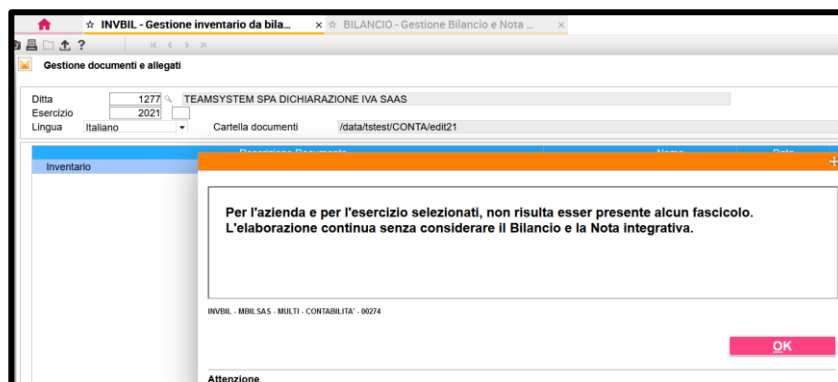 INVBIL - Gestione inventario da bila...
BILANCIO - Gestione Bilancio e Nota ...
Gestione documenti e allegati
Ditta 1277 TEAMSYSTEM SPA DICHIARAZIONE IVA SAAS
Esercizio 2021
Lingua Italiano Cartella documenti /data/tstest/CONTA/edit21
Descrizione Documento Nome Data
Inventario
Per l'azienda e per l'esercizio selezionati, non risulta esser presente alcun fascicolo.
L'elaborazione continua senza considerare il Bilancio e la Nota integrativa.
INVBIL - MBILSAS - MULTI - CONTABILITA' - 00274
OK
Attenzione